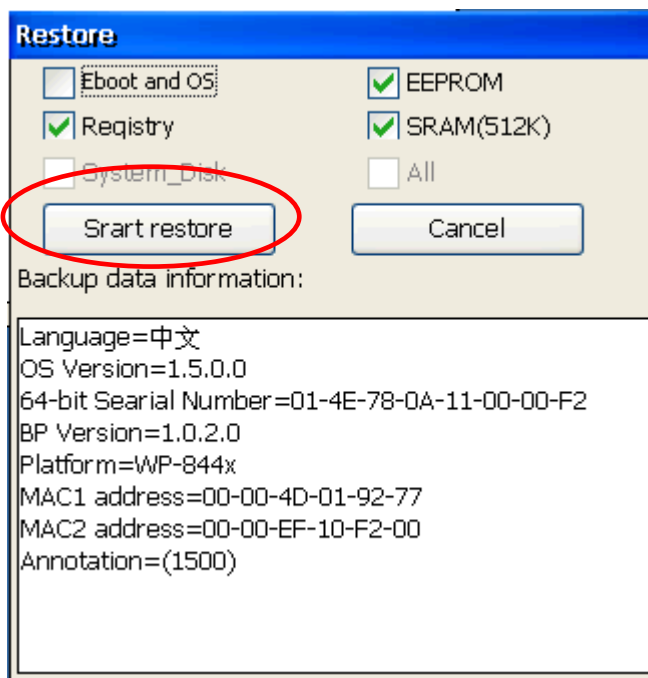 Restore
Eboot and OS EEPROM
Reqistry SRAM(512K)
System_Disk All
Srart restore Cancel
Backup data information:
Language=中文
OS Version=1.5.0.0
64-bit Searial Number=01-4E-78-0A-11-00-00-F2
BP Version=1.0.2.0
Platform=WP-844x
MAC1 address=00-00-4D-01-92-77
MAC2 address=00-00-EF-10-F2-00
Annotation=(1500)